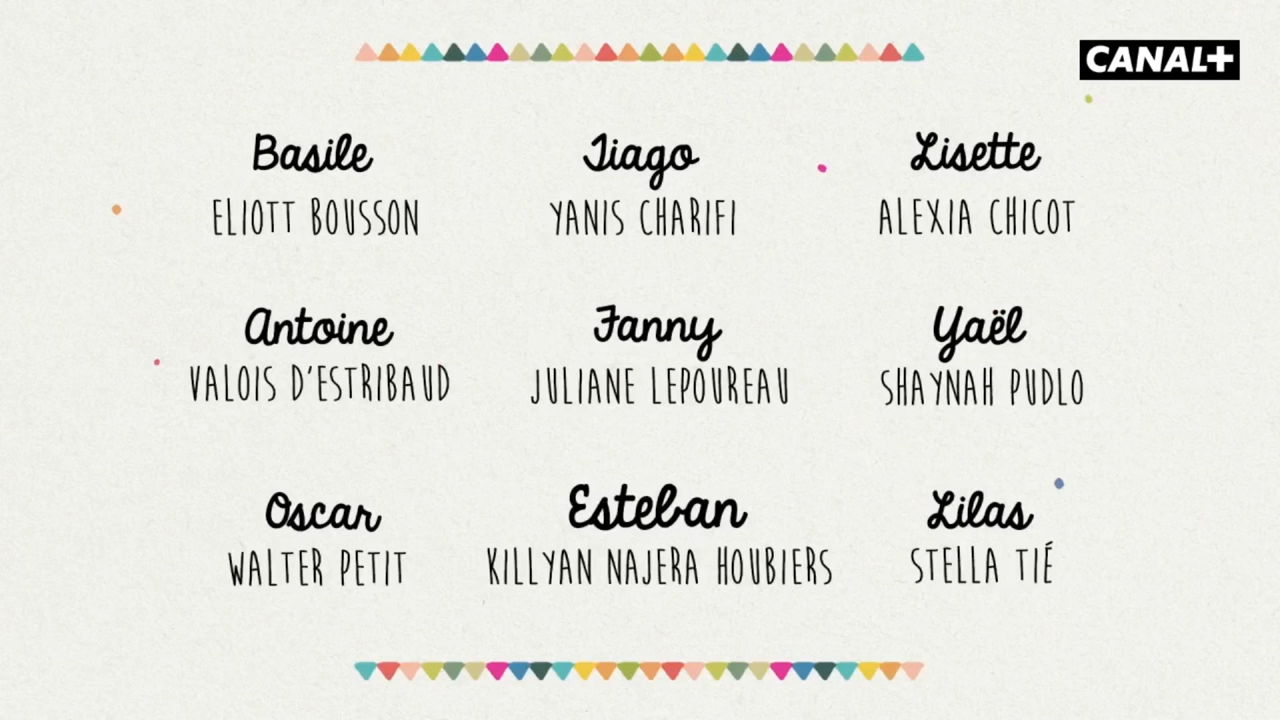 CANAL+
Basile
ELIOTT BOUSSON
Tiago
YANIS CHARIFI
Lisette
ALEXIA CHICOT
Antoine
VALOIS D'ESTRIBAUD
Fanny
JULIANE LEPOUREAU
Yaël
SHAYNAH PUDLO
Oscar
WALTER PETIT
Esteban
KILLYAN NAJERA HOUBIERS
Lilas
STELLA TIÉ